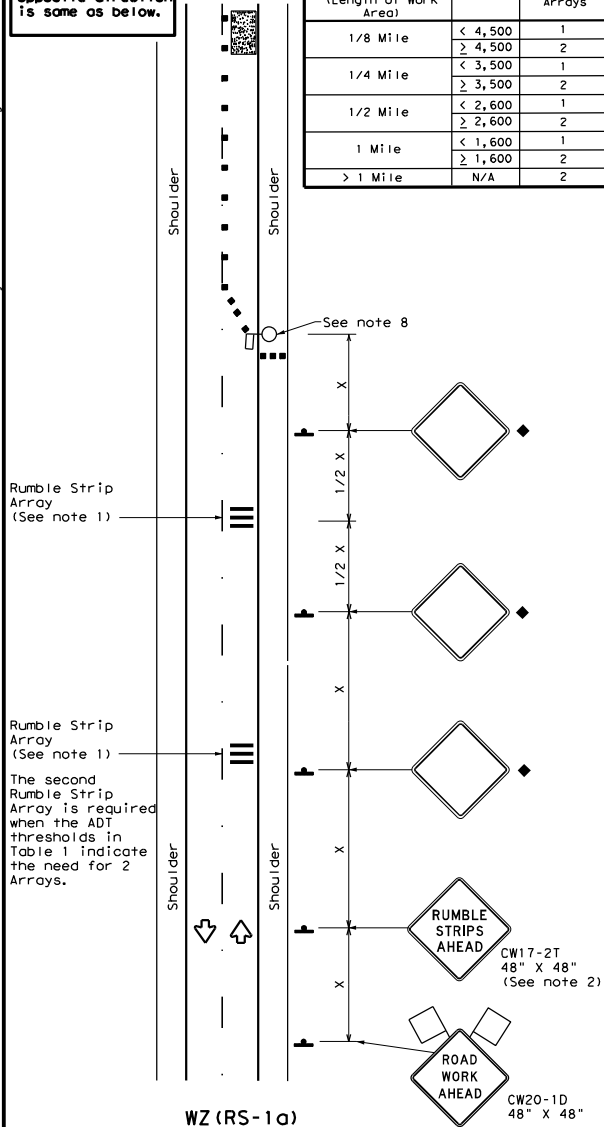 is same as below.
Area)
Arrays
1/8 Mile
< 4,500
1
≥ 4,500
2
1/4 Mile
< 3,500
1
≥ 3,500
2
1/2 Mile
< 2,600
1
≥ 2,600
2
1 Mile
< 1,600
1
≥ 1,600
2
> 1 Mile
N/A
2
Shoulder
Shoulder
See note 8
X
1/2 X
Rumble Strip
Array
(See note 1)
1/2 X
X
Rumble Strip
Array
(See note 1)
The second
Rumble Strip
Array is required
when the ADT
thresholds in
Table 1 indicate
the need for 2
Arrays.
X
Shoulder
Shoulder
RUMBLE
STRIPS
AHEAD
CW17-2T
48" X 48"
(See note 2)
X
ROAD
WORK
AHEAD
CW20-1D
48" X 48"
WZ(RS-1a)